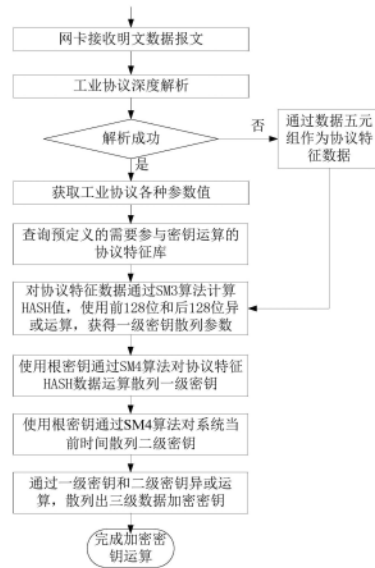 网卡接收明文数据报文
工业协议深度解析
解析成功
否
通过数据五元
组作为协议特
征数据
是
获取工业协议各种参数值
查询预定义的需要参与密钥运算的
协议特征库
对协议特征数据通过SM3算法计算
HASH值，使用前128位和后128位异
或运算，获得一级密钥散列参数
使用根密钥通过SM4算法对协议特征
HASH数据运算散列一级密钥
使用根密钥通过SM4算法对系统当
前时间散列二级密钥
通过一级密钥和二级密钥异或运
算，散列出三级数据加密密钥
完成加密密
钥运算